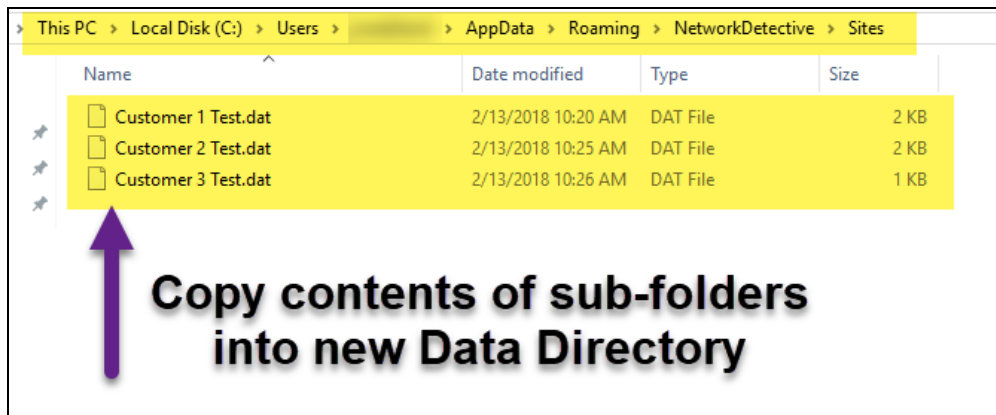 > This PC > Local Disk (C:) > Users > > AppData > Roaming > NetworkDetective > Sites
Name Date modified Type Size
Customer 1 Test.dat 2/13/2018 10:20 AM DAT File 2 KB
Customer 2 Test.dat 2/13/2018 10:25 AM DAT File 2 KB
Customer 3 Test.dat 2/13/2018 10:26 AM DAT File 1 KB
Copy contents of sub-folders
into new Data Directory